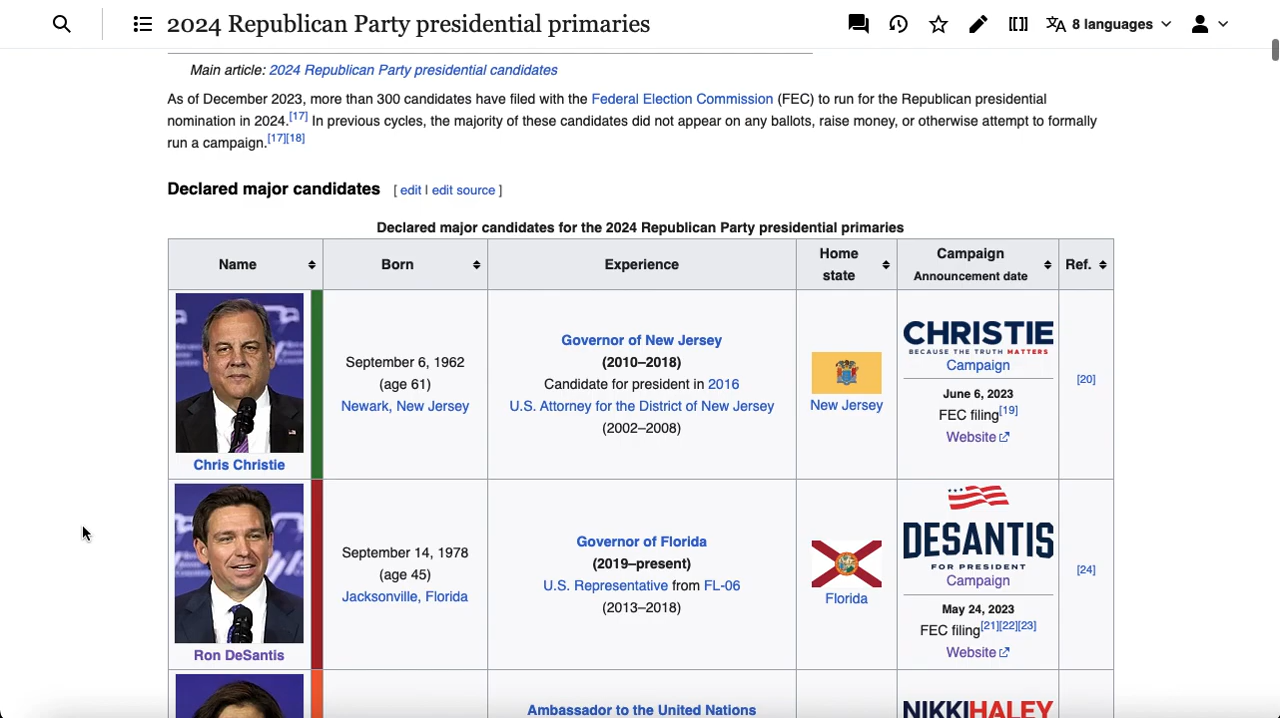 2024 Republican Party presidential primaries
8 languages
Main article: 2024 Republican Party presidential candidates
As of December 2023, more than 300 candidates have filed with the Federal Election Commission (FEC) to run for the Republican presidential
nomination in 2024.[17] In previous cycles, the majority of these candidates did not appear on any ballots, raise money, or otherwise attempt to formally
run a campaign.[17][18]
Declared major candidates [ edit | edit source ]
Declared major candidates for the 2024 Republican Party presidential primaries
Name
Born
Experience
Home
state
Campaign
Announcement date
Ref.
Chris Christie
September 6, 1962
(age 61)
Newark, New Jersey
Governor of New Jersey
(2010–2018)
Candidate for president in 2016
U.S. Attorney for the District of New Jersey
(2002–2008)
New Jersey
CHRISTIE
BECAUSE THE TRUTH MATTERS
Campaign
June 6, 2023
FEC filing[19]
Website
[20]
Ron DeSantis
September 14, 1978
(age 45)
Jacksonville, Florida
Governor of Florida
(2019–present)
U.S. Representative from FL-06
(2013–2018)
Florida
DESANTIS
FOR PRESIDENT
Campaign
May 24, 2023
FEC filing[21][22][23]
Website
[24]
Ambassador to the United Nations
NIKKI HALEY